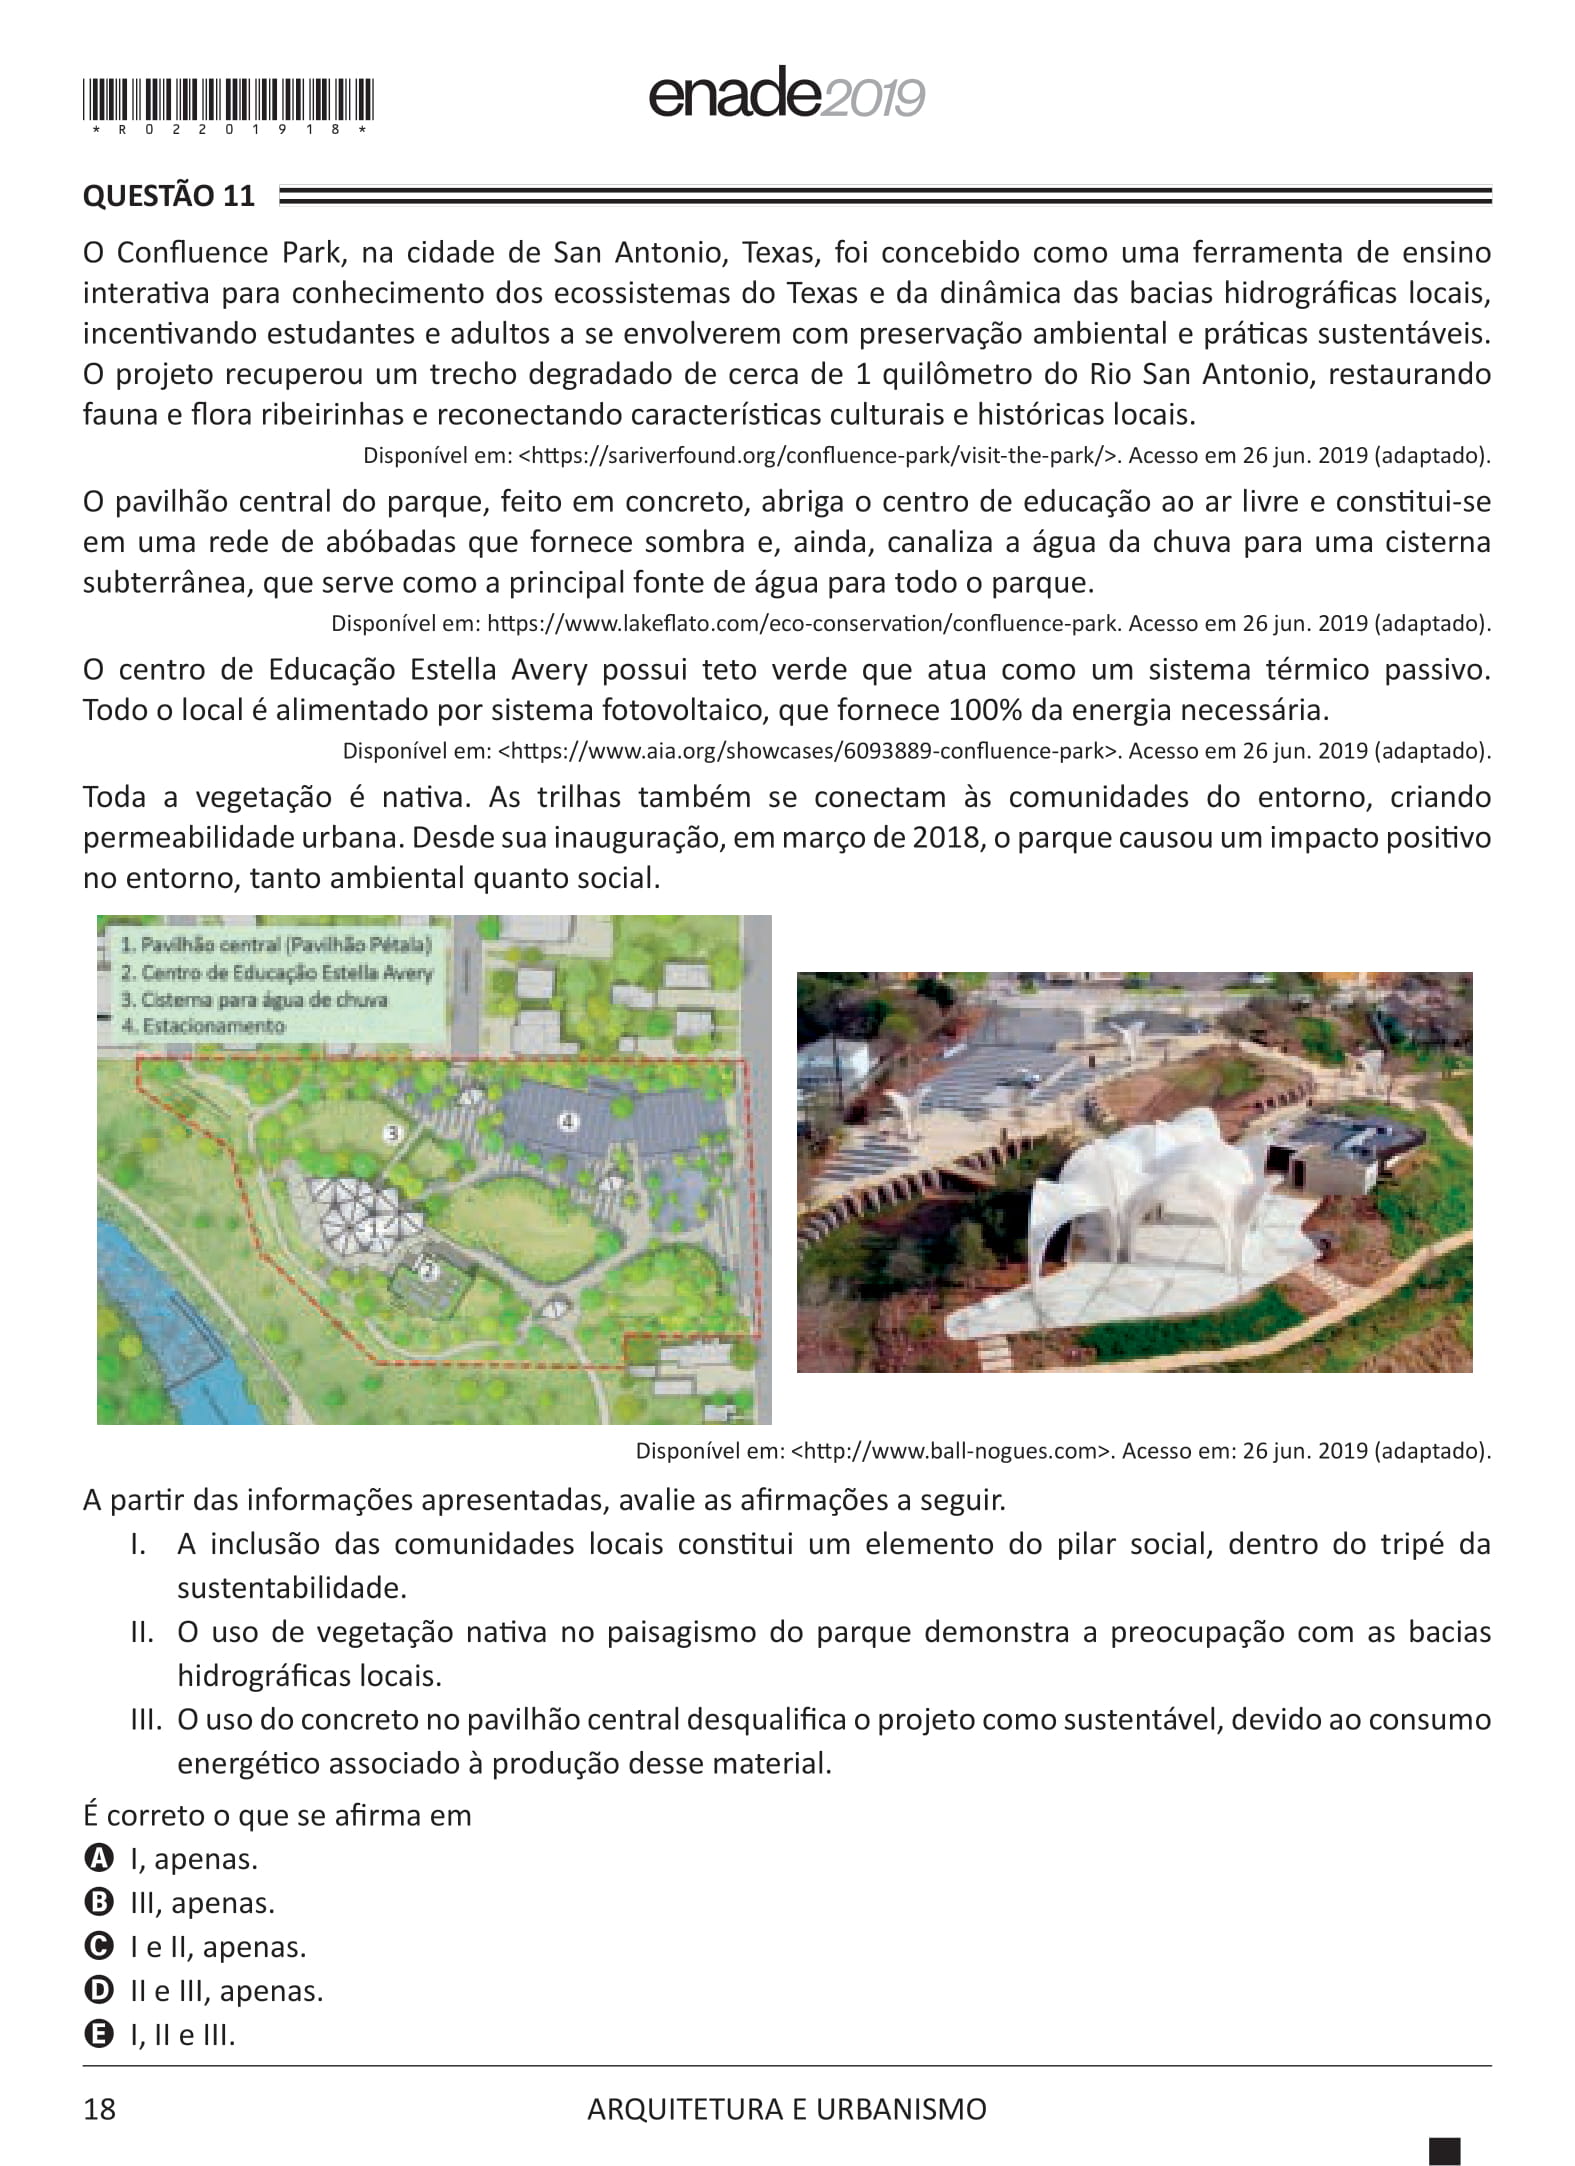 *R02201918*
enade2019
QUESTÃO 11
O Confluence Park, na cidade de San Antonio, Texas, foi concebido como uma ferramenta de ensino
interativa para conhecimento dos ecossistemas do Texas e da dinâmica das bacias hidrográficas locais,
incentivando estudantes e adultos a se envolverem com preservação ambiental e práticas sustentáveis.
O projeto recuperou um trecho degradado de cerca de 1 quilômetro do Rio San Antonio, restaurando
fauna e flora ribeirinhas e reconectando características culturais e históricas locais.
Disponível em: <https://sariverfound.org/confluence-park/visit-the-park/>. Acesso em 26 jun. 2019 (adaptado).
O pavilhão central do parque, feito em concreto, abriga o centro de educação ao ar livre e constitui-se
em uma rede de abóbadas que fornece sombra e, ainda, canaliza a água da chuva para uma cisterna
subterrânea, que serve como a principal fonte de água para todo o parque.
Disponível em: https://www.lakeflato.com/eco-conservation/confluence-park. Acesso em 26 jun. 2019 (adaptado).
O centro de Educação Estella Avery possui teto verde que atua como um sistema térmico passivo.
Todo o local é alimentado por sistema fotovoltaico, que fornece 100% da energia necessária.
Disponível em: <https://www.aia.org/showcases/6093889-confluence-park>. Acesso em 26 jun. 2019 (adaptado).
Toda a vegetação é nativa. As trilhas também se conectam às comunidades do entorno, criando
permeabilidade urbana. Desde sua inauguração, em março de 2018, o parque causou um impacto positivo
no entorno, tanto ambiental quanto social.
1. Pavilhão central (Pavilhão Pétala)
2. Centro de Educação Estella Avery
3. Cisterna para água de chuva
4. Estacionamento
3
4
1
2
Disponível em: <http://www.ball-nogues.com>. Acesso em: 26 jun. 2019 (adaptado).
A partir das informações apresentadas, avalie as afirmações a seguir.
I. A inclusão das comunidades locais constitui um elemento do pilar social, dentro do tripé da
sustentabilidade.
II. O uso de vegetação nativa no paisagismo do parque demonstra a preocupação com as bacias
hidrográficas locais.
III. O uso do concreto no pavilhão central desqualifica o projeto como sustentável, devido ao consumo
energético associado à produção desse material.
É correto o que se afirma em
A I, apenas.
B III, apenas.
C I e II, apenas.
D II e III, apenas.
E I, II e III.
18
ARQUITETURA E URBANISMO